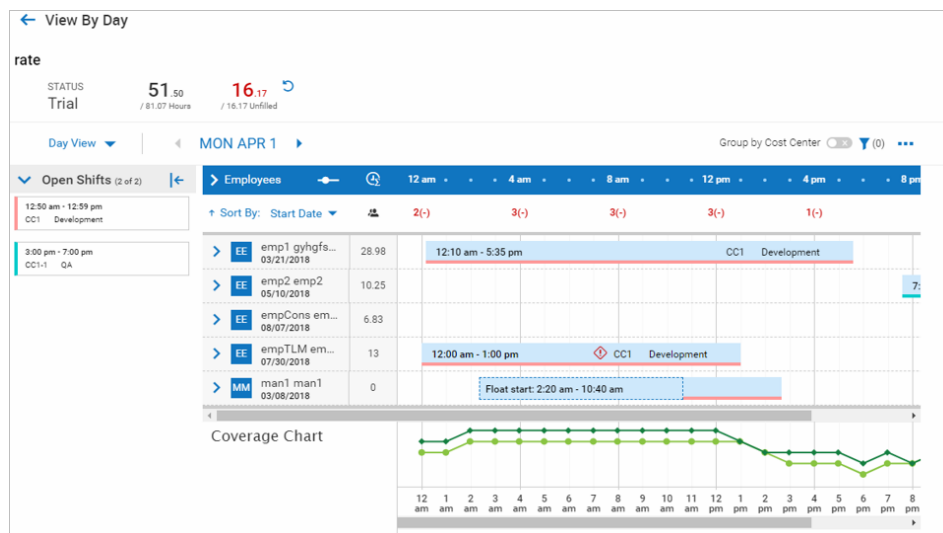 View By Day
rate
STATUS
Trial
51.50
/ 81.07 Hours
16.17
/ 16.17 Unfilled
Day View
MON APR 1
Group by Cost Center
(0)
Open Shifts (2 of 2)
12:50 am - 12:59 pm
CC1 Development
3:00 pm - 7:00 pm
CC1-1 QA
Employees
12 am 4 am 8 am 12 pm 4 pm 8 pm
Sort By: Start Date
2(-) 3(-) 3(-) 3(-) 1(-)
EE
emp1 gyhgfs...
03/21/2018
28.98
12:10 am - 5:35 pm CC1 Development
EE
emp2 emp2
05/10/2018
10.25
7:
EE
empCons em...
08/07/2018
6.83
EE
empTLM em...
07/30/2018
13
12:00 am - 1:00 pm CC1 Development
MM
man1 man1
03/08/2018
0
Float start: 2:20 am - 10:40 am
Coverage Chart
12 1 2 3 4 5 6 7 8 9 10 11 12 1 2 3 4 5 6 7 8
am am am am am am am am am am am am pm pm pm pm pm pm pm pm pm